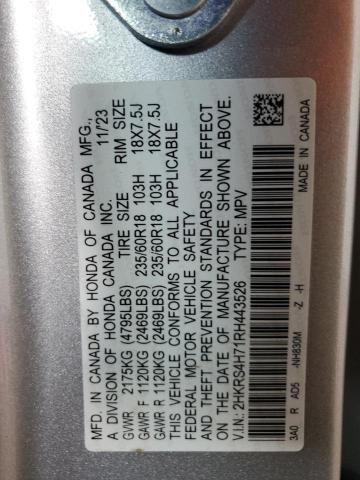 MFD. IN CANADA BY HONDA OF CANADA MFG.,
A DIVISION OF HONDA CANADA INC. 11/23
GVWR 2175KG (4795LBS) TIRE SIZE RIM SIZE
GAWR F 1120KG (2469LBS) 235/60R18 103H 18X7.5J
GAWR R 1120KG (2469LBS) 235/60R18 103H 18X7.5J
THIS VEHICLE CONFORMS TO ALL APPLICABLE
FEDERAL MOTOR VEHICLE SAFETY
AND THEFT PREVENTION STANDARDS IN EFFECT
ON THE DATE OF MANUFACTURE SHOWN ABOVE.
V.I.N.: 2HKRS4H71RH443526 TYPE: MPV
3A0 R AD5 -NH830M -Z -H MADE IN CANADA